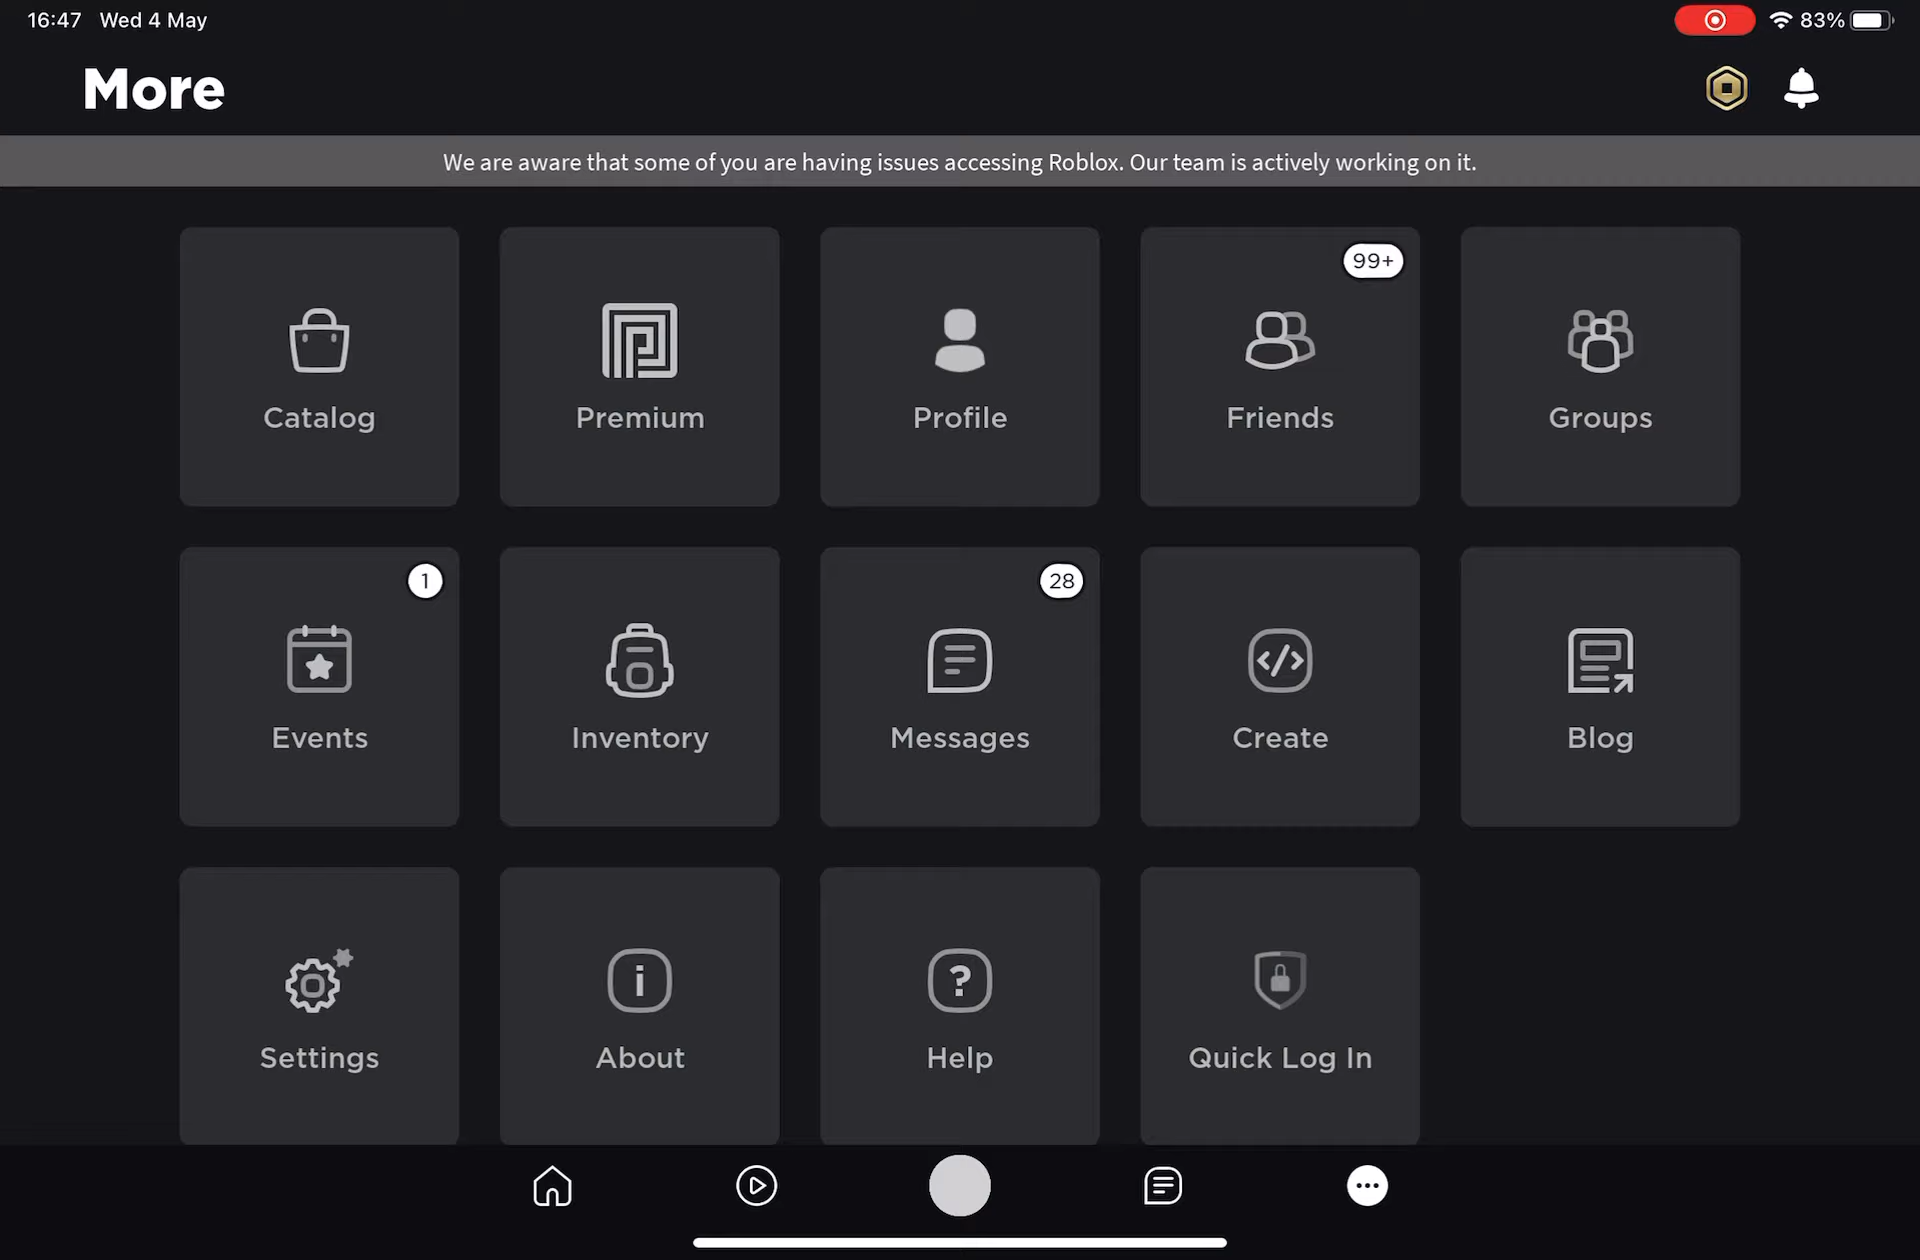 16:47 Wed 4 May
83%
More
We are aware that some of you are having issues accessing Roblox. Our team is actively working on it.
Catalog
Premium
Profile
99+
Friends
Groups
1
Events
Inventory
28
Messages
Create
Blog
Settings
About
Help
Quick Log In